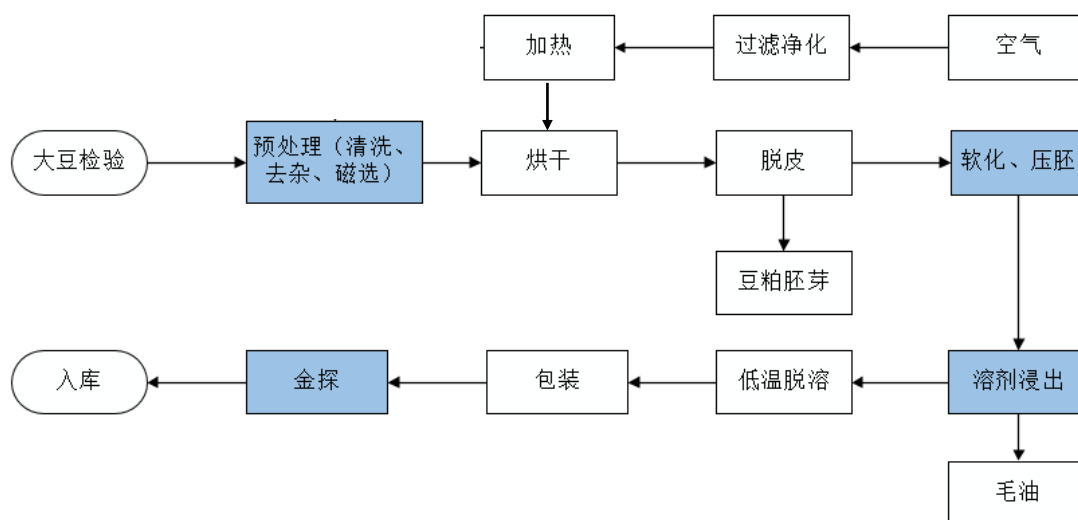 加热
过滤净化
空气
大豆检验
预处理（清洗、
去杂、磁选）
烘干
脱皮
软化、压胚
豆粕胚芽
入库
金探
包装
低温脱溶
溶剂浸出
毛油